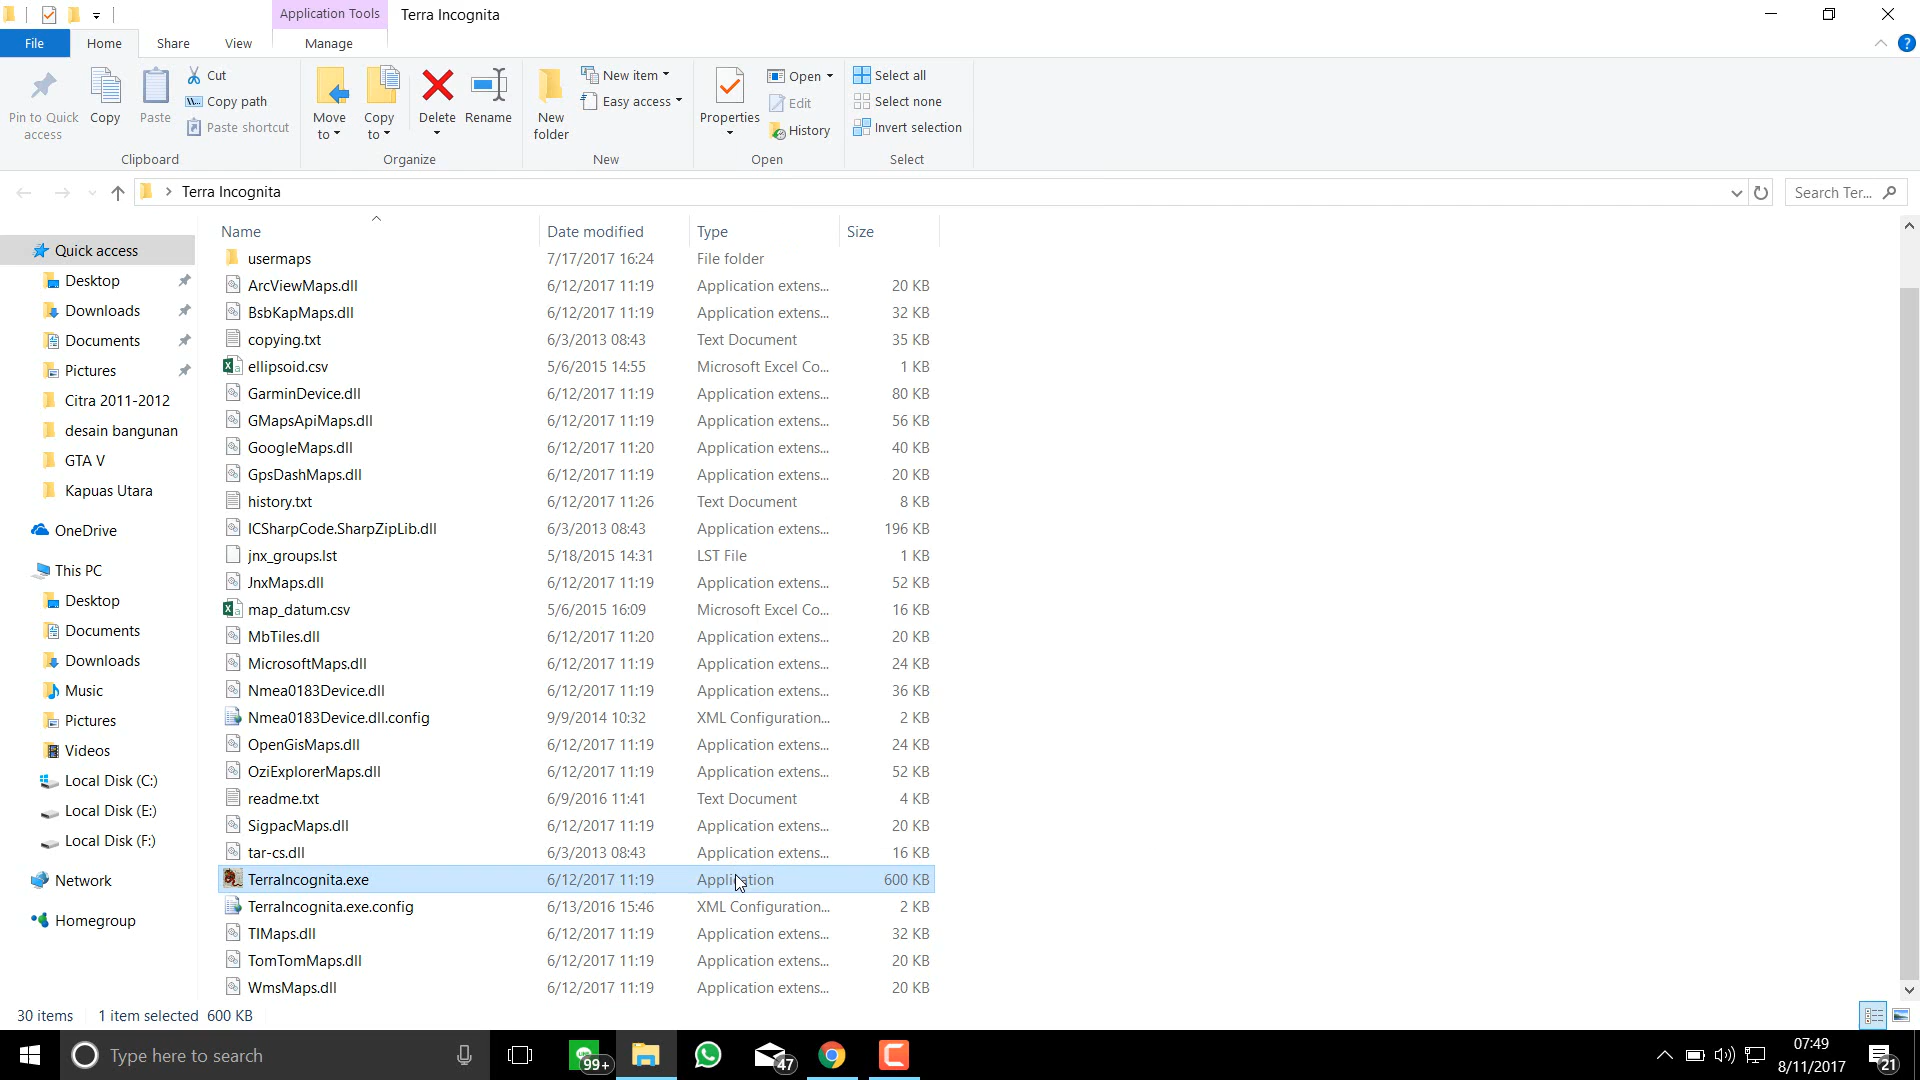 Application Tools
Terra Incognita
File
Home
Share
View
Manage
Pin to Quick access
Copy
Paste
Cut
Copy path
Paste shortcut
Clipboard
Move to
Copy to
Delete
Rename
Organize
New folder
New item
Easy access
New
Properties
Open
Edit
History
Open
Select all
Select none
Invert selection
Select
Terra Incognita
Search Ter...
Quick access
Desktop
Downloads
Documents
Pictures
Citra 2011-2012
desain bangunan
GTA V
Kapuas Utara
OneDrive
This PC
Desktop
Documents
Downloads
Music
Pictures
Videos
Local Disk (C:)
Local Disk (E:)
Local Disk (F:)
Network
Homegroup
Name Date modified Type Size
usermaps 7/17/2017 16:24 File folder
ArcViewMaps.dll 6/12/2017 11:19 Application extens... 20 KB
BsbKapMaps.dll 6/12/2017 11:19 Application extens... 32 KB
copying.txt 6/3/2013 08:43 Text Document 35 KB
ellipsoid.csv 5/6/2015 14:55 Microsoft Excel Co... 1 KB
GarminDevice.dll 6/12/2017 11:19 Application extens... 80 KB
GMapsApiMaps.dll 6/12/2017 11:19 Application extens... 56 KB
GoogleMaps.dll 6/12/2017 11:20 Application extens... 40 KB
GpsDashMaps.dll 6/12/2017 11:19 Application extens... 20 KB
history.txt 6/12/2017 11:26 Text Document 8 KB
ICSharpCode.SharpZipLib.dll 6/3/2013 08:43 Application extens... 196 KB
jnx_groups.lst 5/18/2015 14:31 LST File 1 KB
JnxMaps.dll 6/12/2017 11:19 Application extens... 52 KB
map_datum.csv 5/6/2015 16:09 Microsoft Excel Co... 16 KB
MbTiles.dll 6/12/2017 11:20 Application extens... 20 KB
MicrosoftMaps.dll 6/12/2017 11:19 Application extens... 24 KB
Nmea0183Device.dll 6/12/2017 11:19 Application extens... 36 KB
Nmea0183Device.dll.config 9/9/2014 10:32 XML Configuration... 2 KB
OpenGisMaps.dll 6/12/2017 11:19 Application extens... 24 KB
OziExplorerMaps.dll 6/12/2017 11:19 Application extens... 52 KB
readme.txt 6/9/2016 11:41 Text Document 4 KB
SigpacMaps.dll 6/12/2017 11:19 Application extens... 20 KB
tar-cs.dll 6/3/2013 08:43 Application extens... 16 KB
TerraIncognita.exe 6/12/2017 11:19 Application 600 KB
TerraIncognita.exe.config 6/13/2016 15:46 XML Configuration... 2 KB
TIMaps.dll 6/12/2017 11:19 Application extens... 32 KB
TomTomMaps.dll 6/12/2017 11:19 Application extens... 20 KB
WmsMaps.dll 6/12/2017 11:19 Application extens... 20 KB
30 items 1 item selected 600 KB
Type here to search
99+
47
07:49
8/11/2017
21